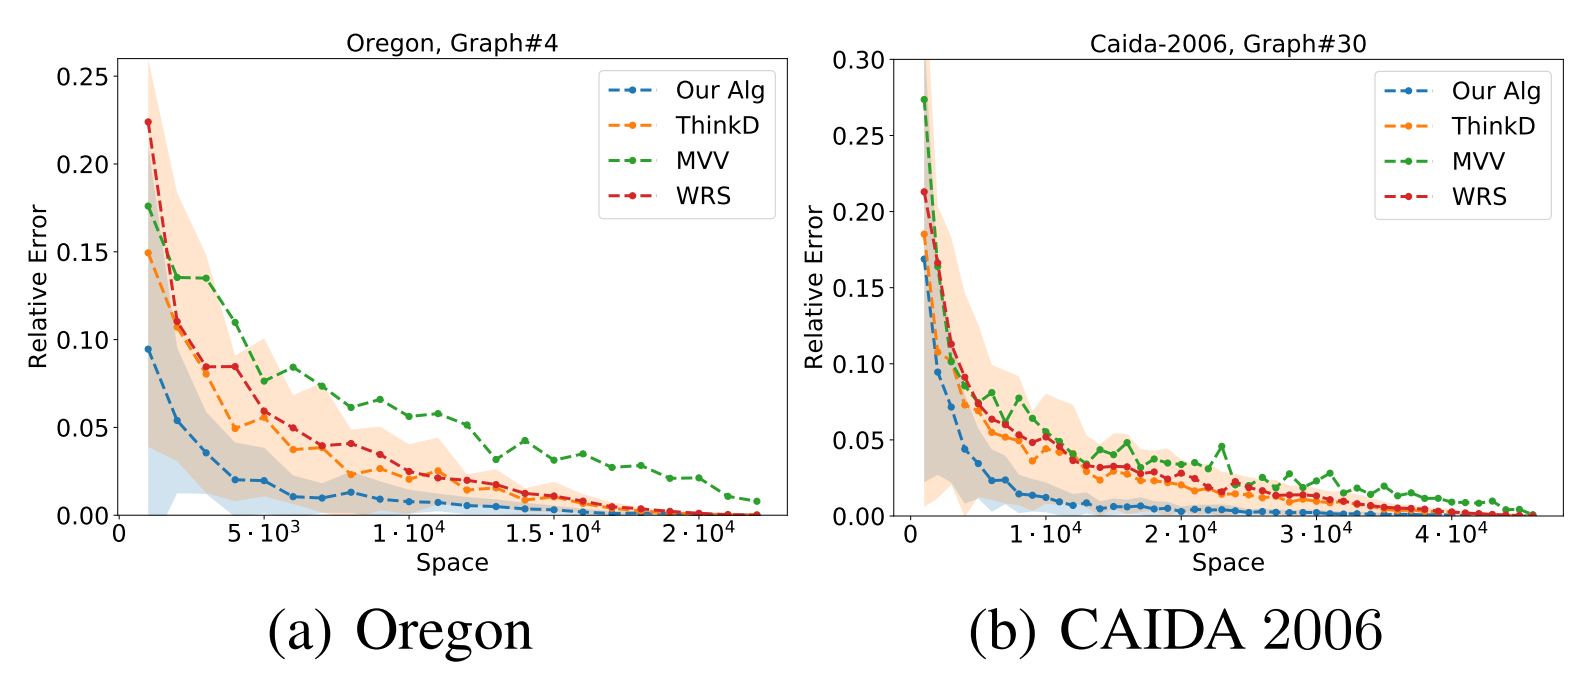 Oregon, Graph#4
0.25
0.20
0.15
0.10
0.05
0.00
Relative Error
Our Alg
ThinkD
MVV
WRS
0 5·10³ 1·10⁴ 1.5·10⁴ 2·10⁴
Space
(a) Oregon
Caida-2006, Graph#30
0.30
0.25
0.20
0.15
0.10
0.05
0.00
Relative Error
Our Alg
ThinkD
MVV
WRS
0 1·10⁴ 2·10⁴ 3·10⁴ 4·10⁴
Space
(b) CAIDA 2006